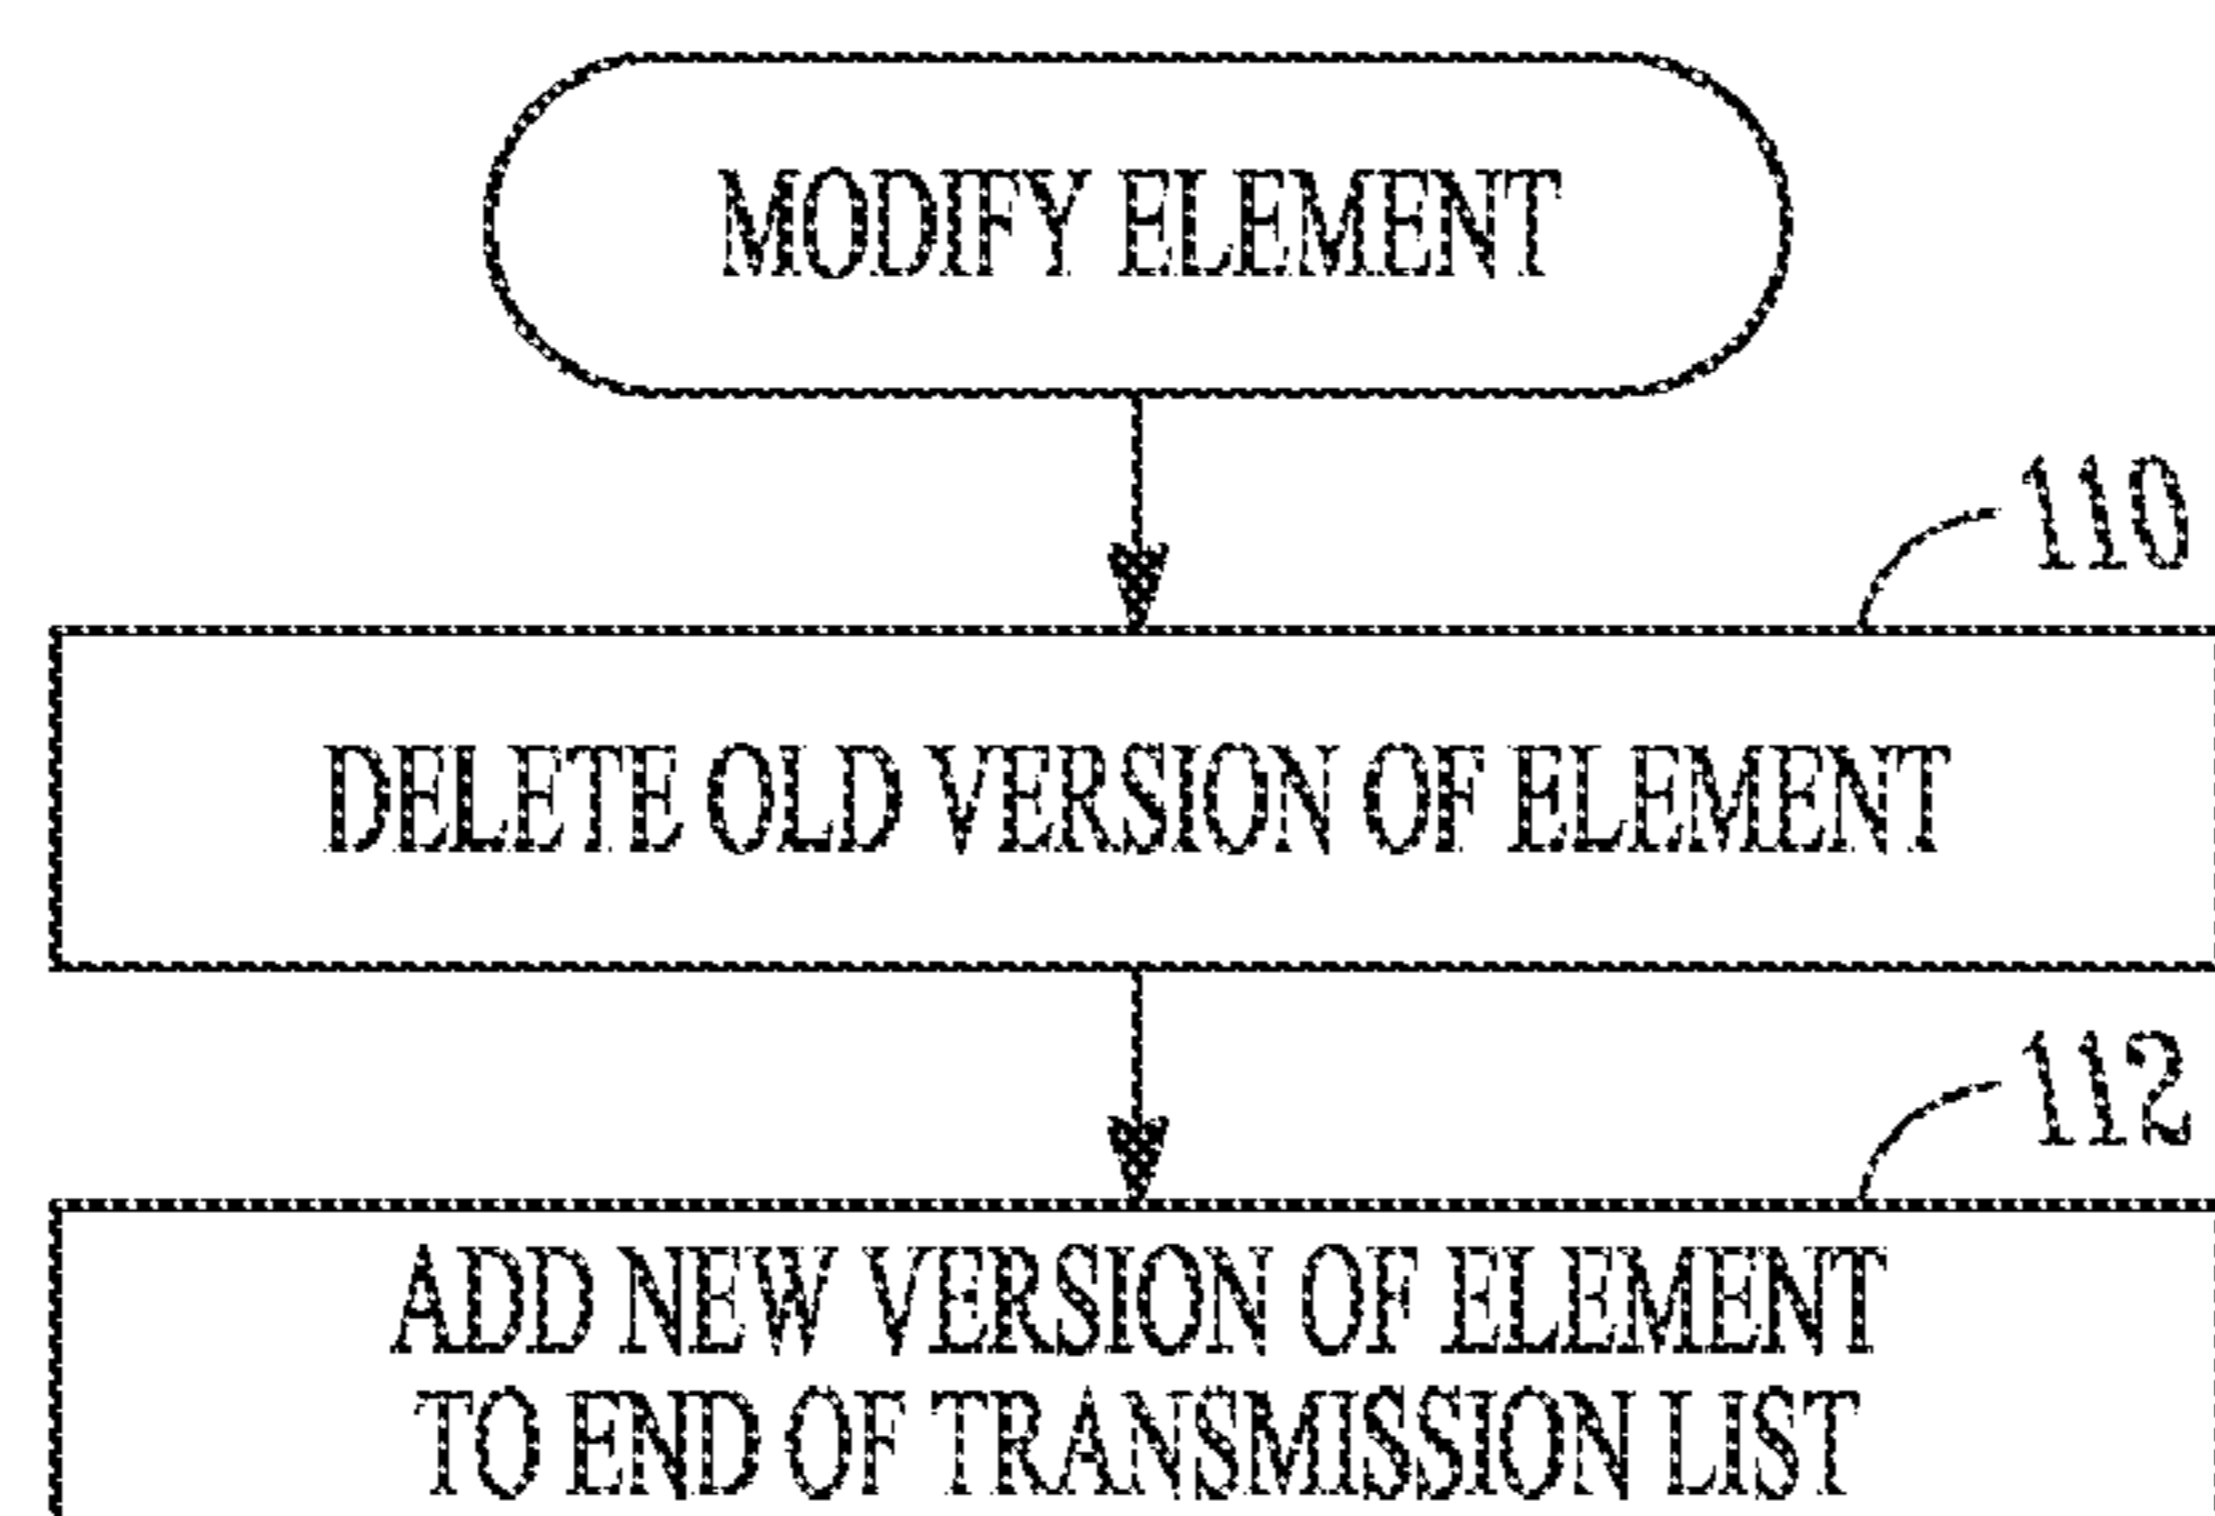 MODIFY ELEMENT
110
DELETE OLD VERSION OF ELEMENT
112
ADD NEW VERSION OF ELEMENT
TO END OF TRANSMISSION LIST